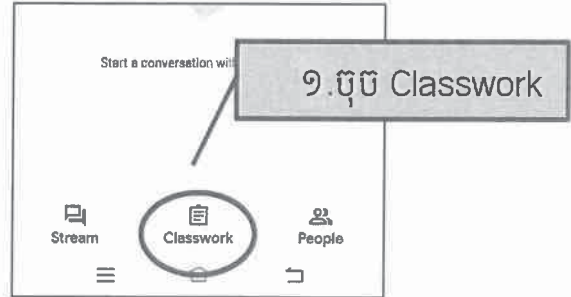 Start a conversation wit
១.ចុច Classwork
Stream
Classwork
People